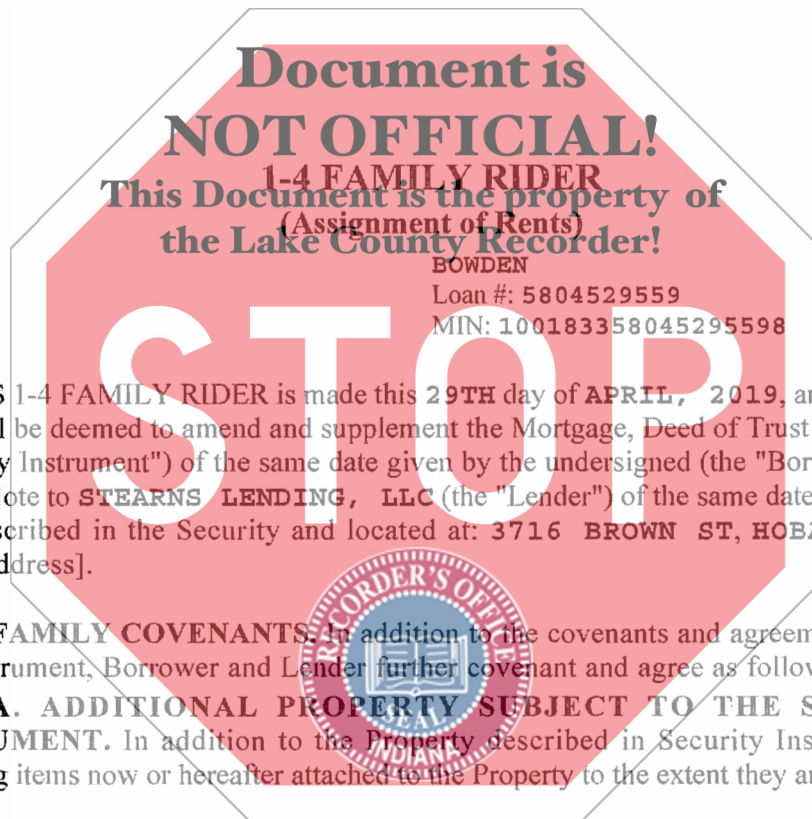 Document is
NOT OFFICIAL!
1-4 FAMILY RIDER
This Document is the property of
(Assignment of Rents)
the Lake County Recorder!
BOWDEN
Loan #: 5804529559
MIN: 100183358045295598
STOP
S 1-4 FAMILY RIDER is made this 29TH day of APRIL, 2019, an
l be deemed to amend and supplement the Mortgage, Deed of Trust
y Instrument") of the same date given by the undersigned (the "Bor
ote to STEARNS LENDING, LLC (the "Lender") of the same date
cribed in the Security and located at: 3716 BROWN ST, HOBA
ddress].
RECORDER'S OFFICE
FAMILY COVENANTS. In addition to the covenants and agreem
rument, Borrower and Lender further covenant and agree as follow
A. ADDITIONAL PROPERTY SUBJECT TO THE S
SEAL
UMENT. In addition to the Property described in Security Ins
INDIANA
g items now or hereafter attached to the Property to the extent they a